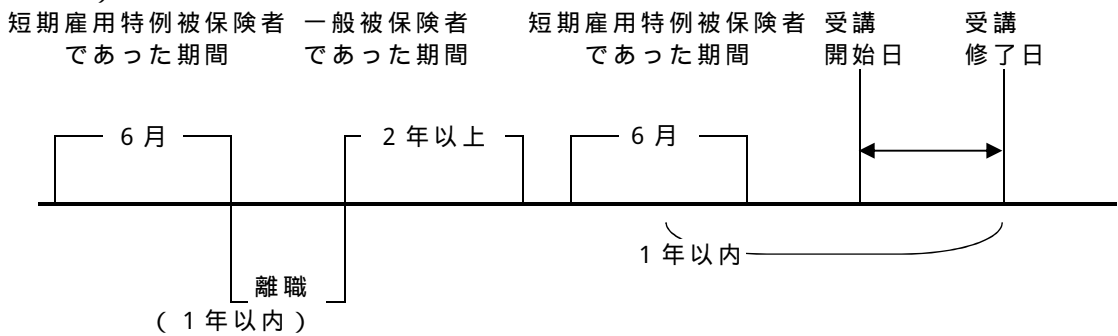 短期雇用特例被保険者 一般被保険者 短期雇用特例被保険者 受講 受講
であった期間 であった期間 であった期間 開始日 修了日
6月 2年以上 6月
1年以内
離職
(1年以内)